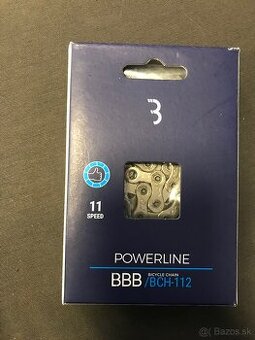 11
SPEED
POWERLINE
BICYCLE CHAIN
BBB/BCH-112
Bazos.sk